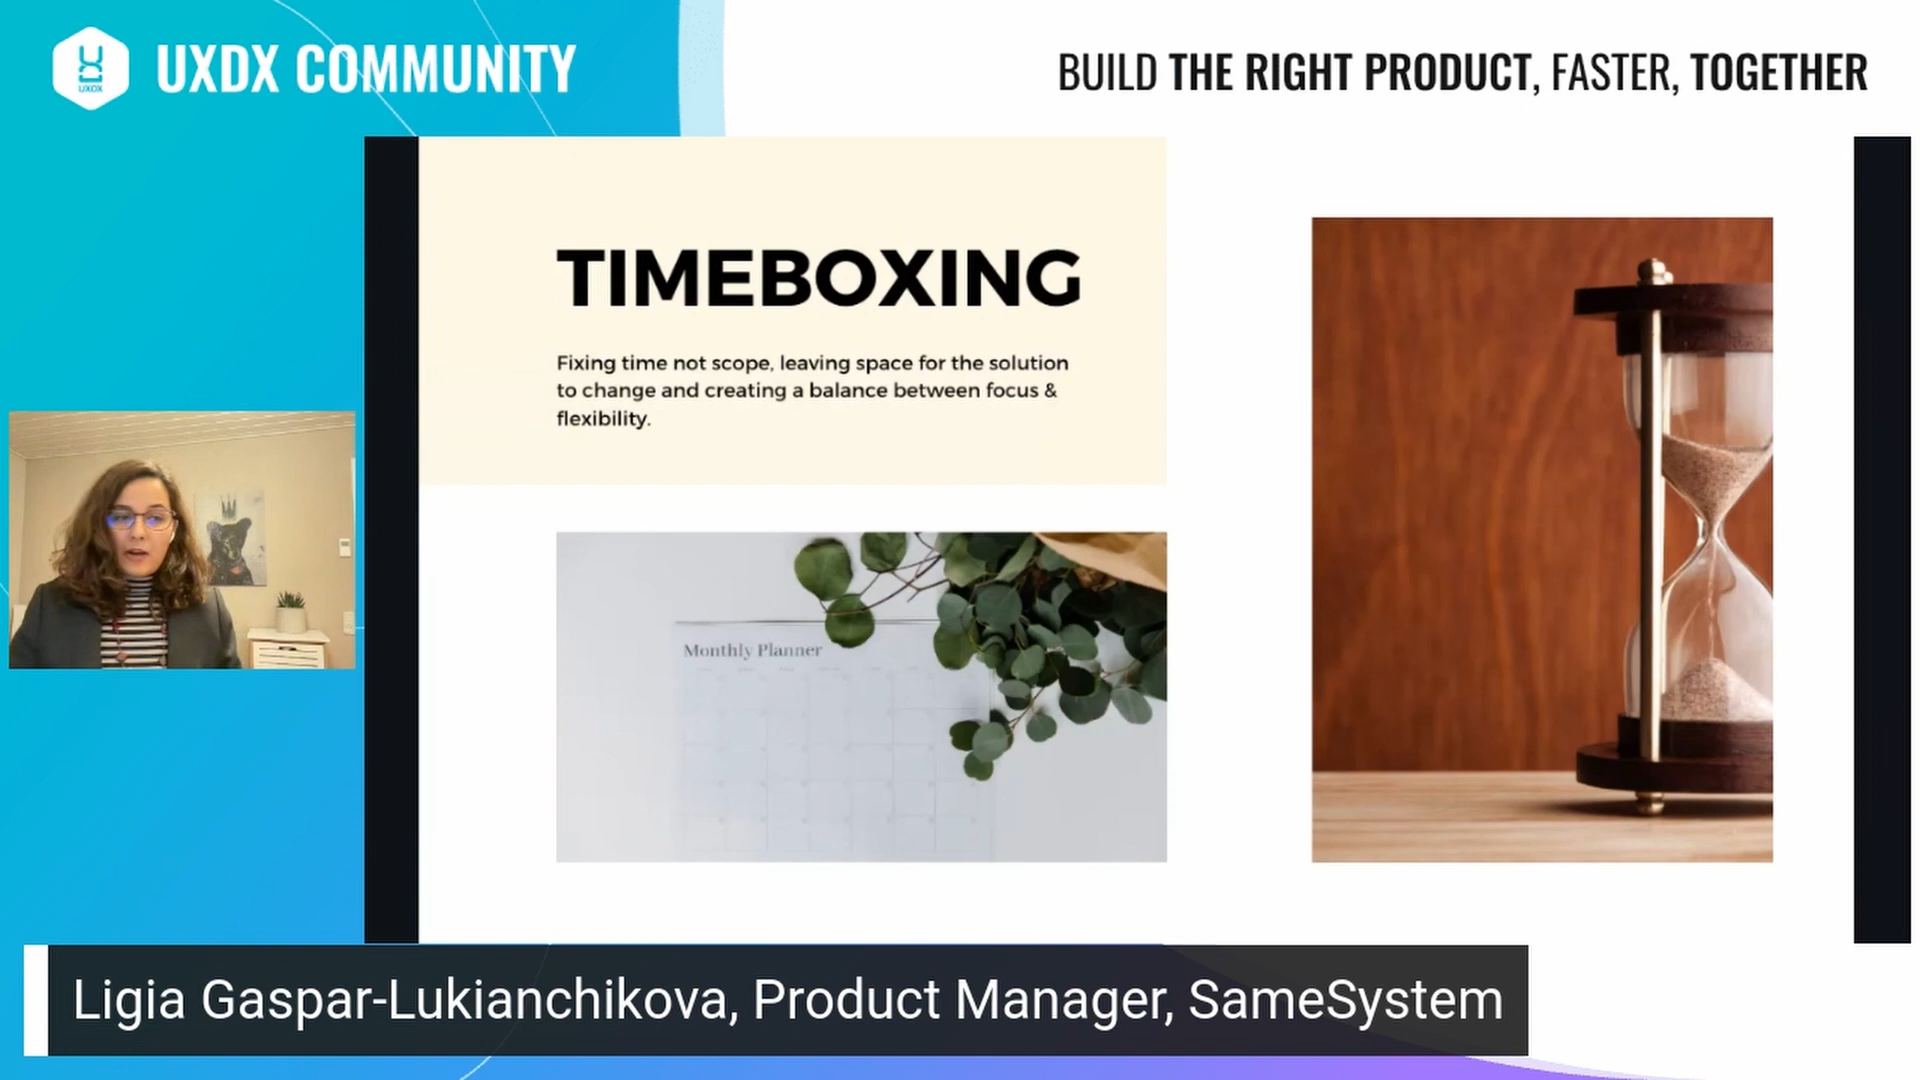 UXDX
UXDX COMMUNITY
BUILD THE RIGHT PRODUCT, FASTER, TOGETHER
TIMEBOXING
Fixing time not scope, leaving space for the solution
to change and creating a balance between focus &
flexibility.
Monthly Planner
Ligia Gaspar-Lukianchikova, Product Manager, SameSystem